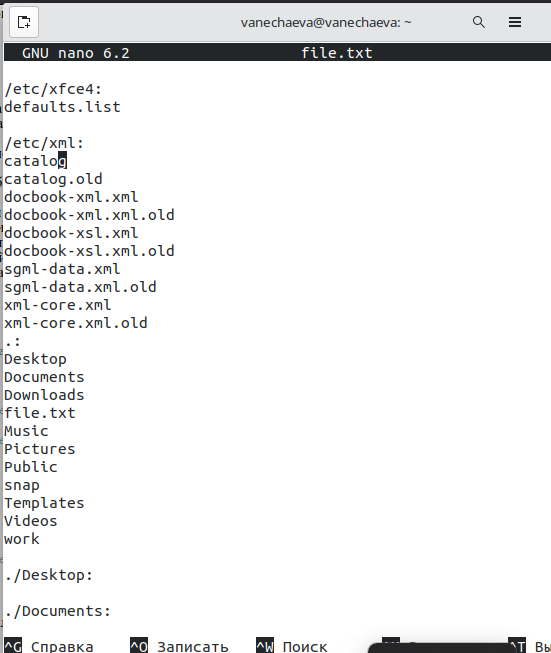 vanechaeva@vanechaeva: ~
GNU nano 6.2 file.txt
/etc/xfce4:
defaults.list
/etc/xml:
catalog
catalog.old
docbook-xml.xml
docbook-xml.xml.old
docbook-xsl.xml
docbook-xsl.xml.old
sgml-data.xml
sgml-data.xml.old
xml-core.xml
xml-core.xml.old
.:
Desktop
Documents
Downloads
file.txt
Music
Pictures
Public
snap
Templates
Videos
work
./Desktop:
./Documents:
^G Справка ^O Записать ^W Поиск ^T